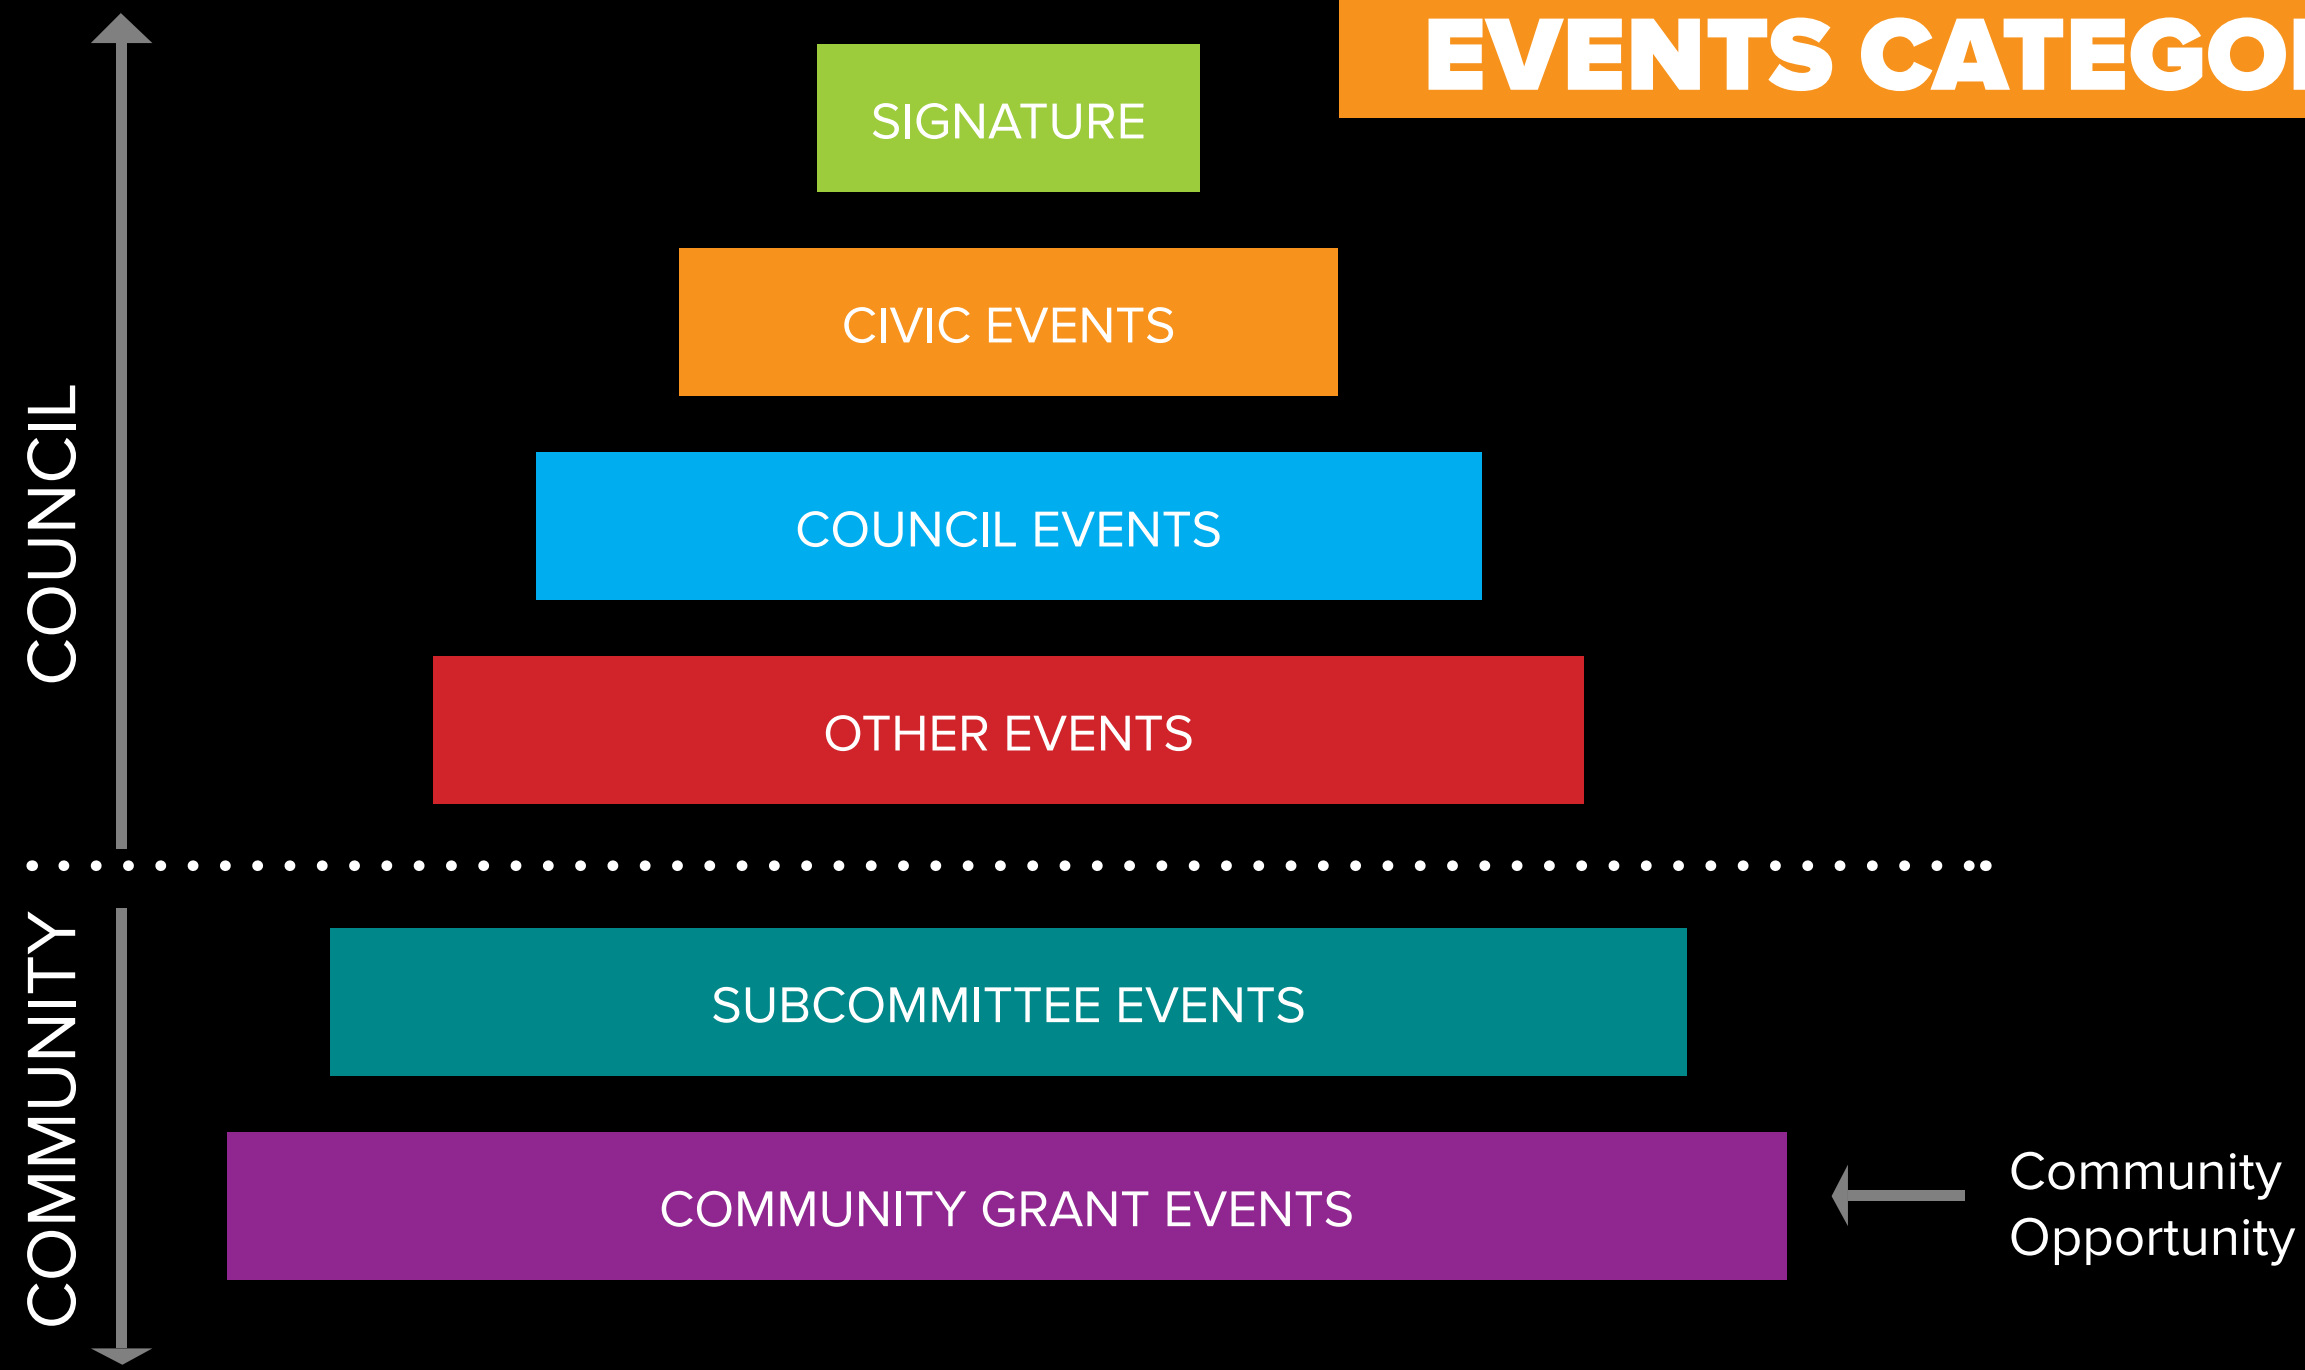 EVENTS CATEGO
SIGNATURE
CIVIC EVENTS
COUNCIL EVENTS
OTHER EVENTS
COUNCIL
SUBCOMMITTEE EVENTS
COMMUNITY GRANT EVENTS
COMMUNITY
Community
Opportunity